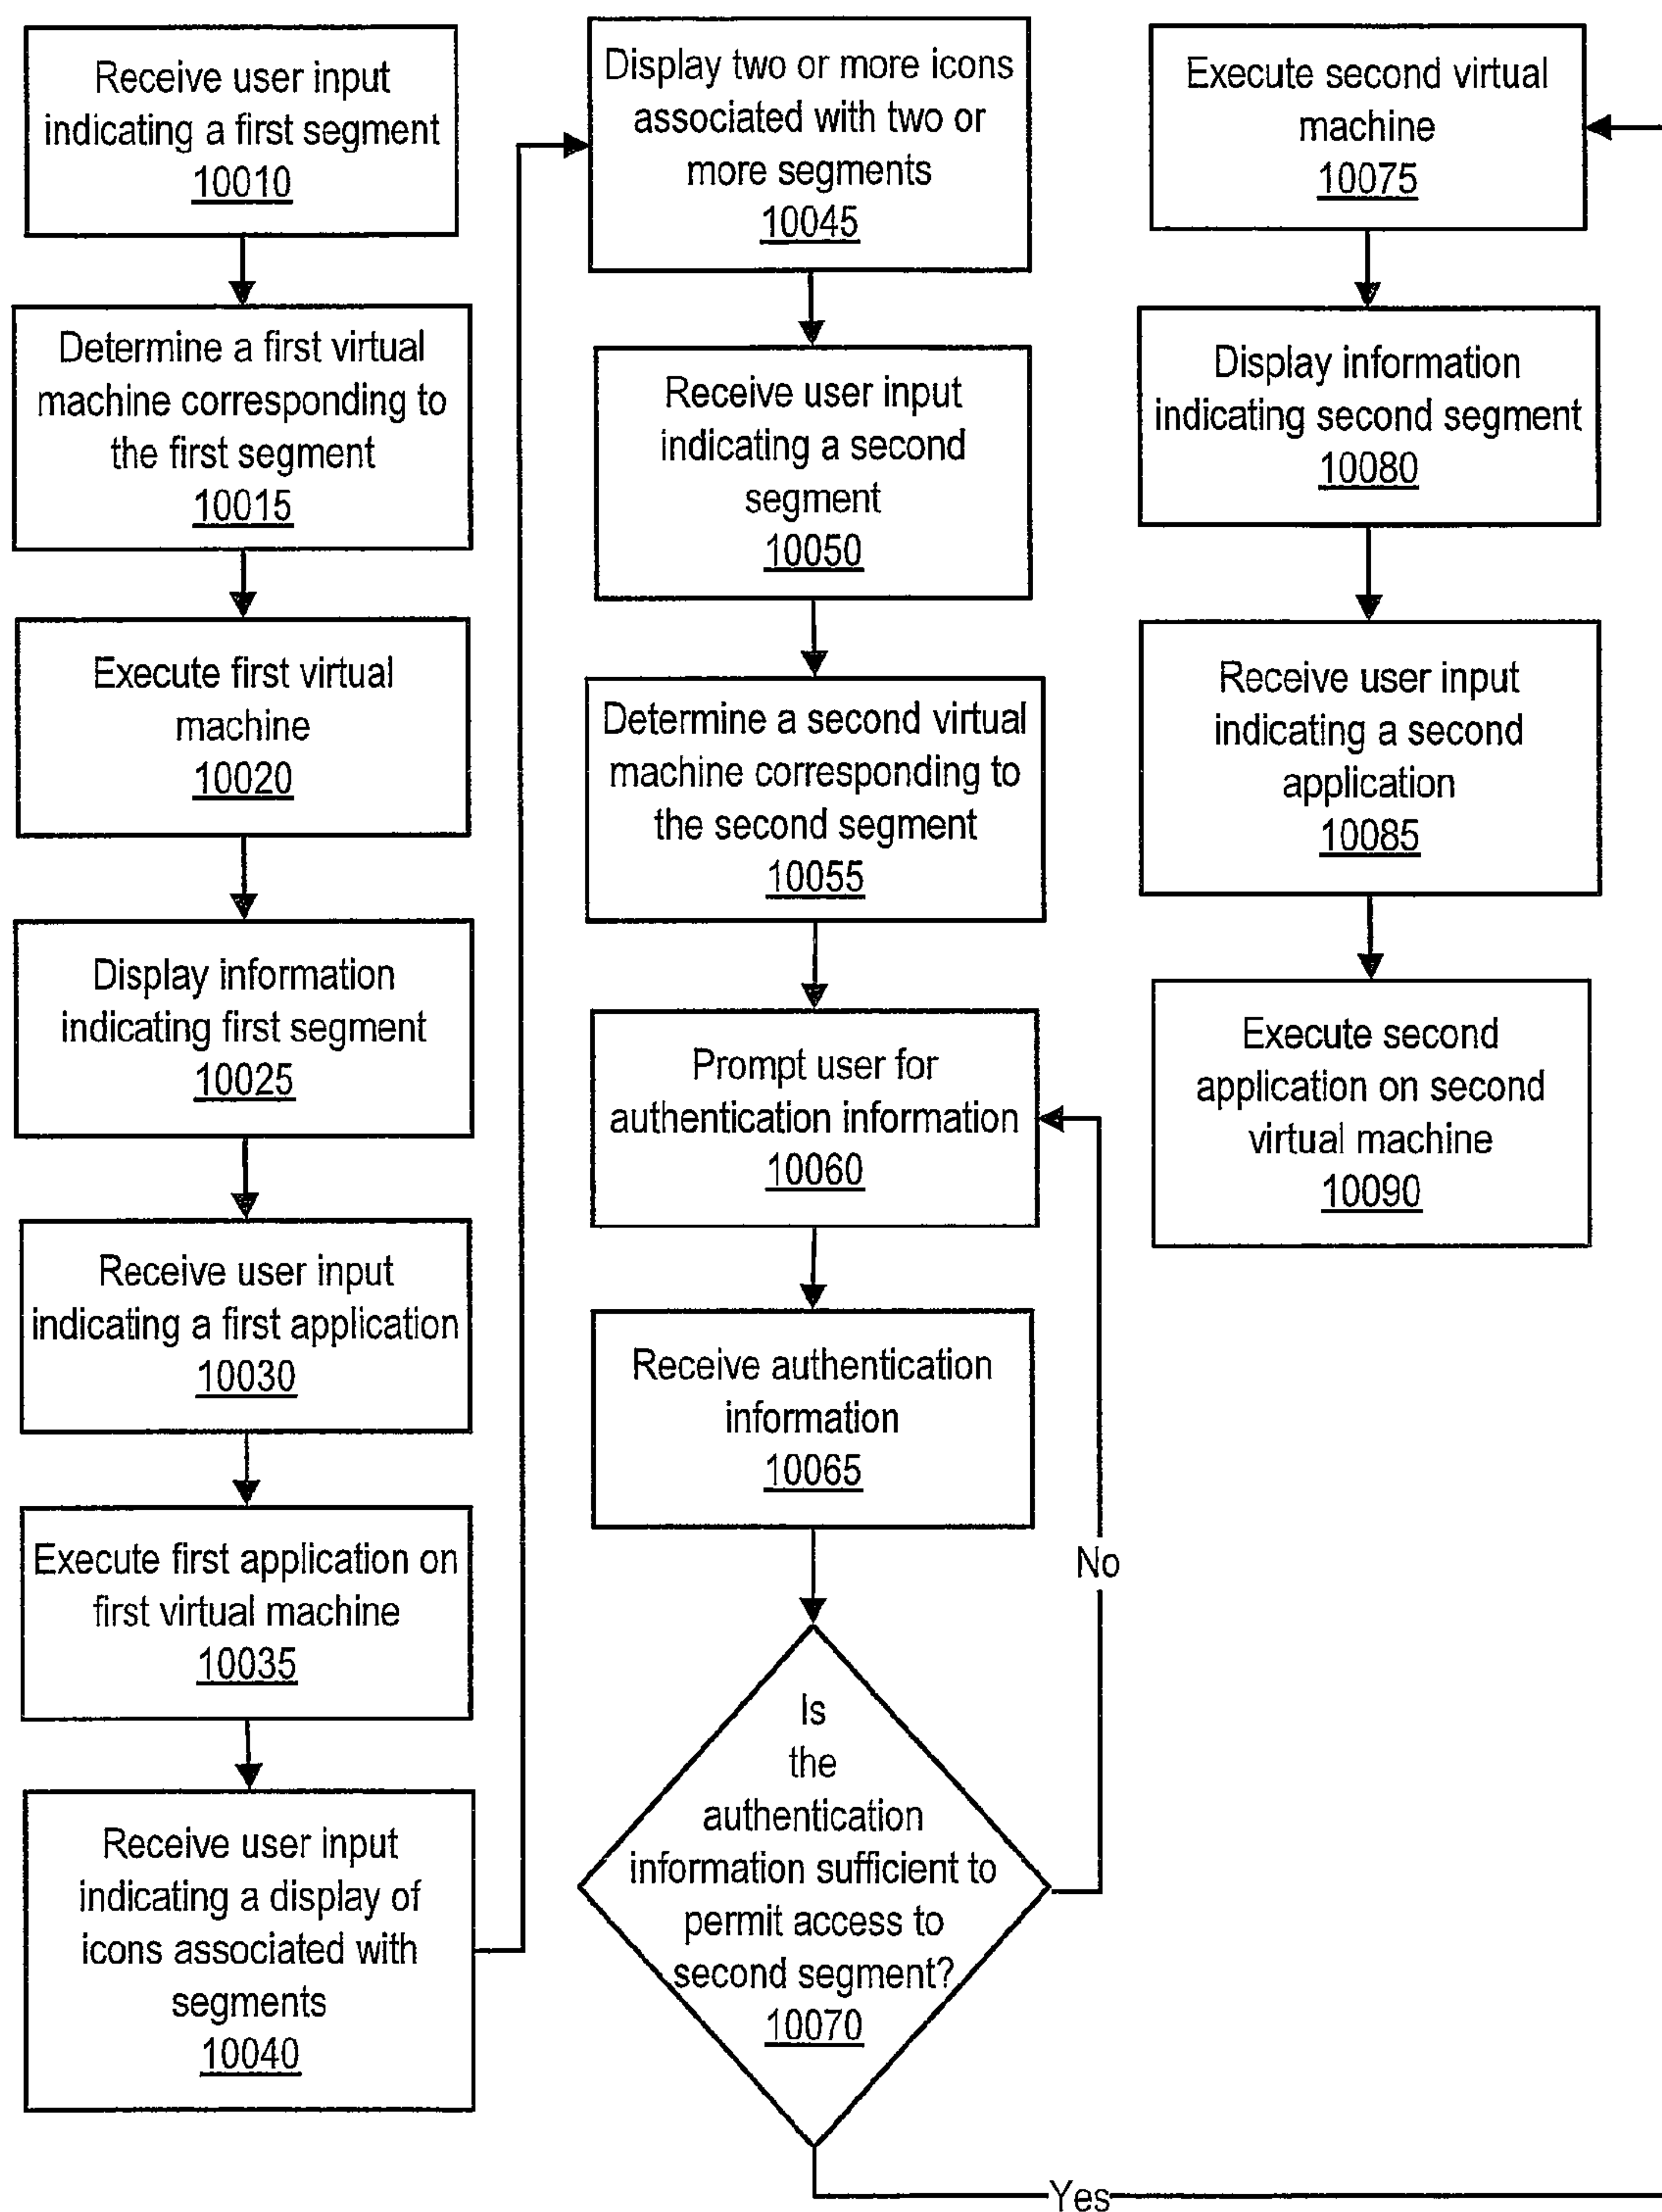 Receive user input
indicating a first segment
10010
Determine a first virtual
machine corresponding to
the first segment
10015
Execute first virtual
machine
10020
Display information
indicating first segment
10025
Receive user input
indicating a first application
10030
Execute first application on
first virtual machine
10035
Receive user input
indicating a display of
icons associated with
segments
10040
Display two or more icons
associated with two or
more segments
10045
Receive user input
indicating a second
segment
10050
Determine a second virtual
machine corresponding to
the second segment
10055
Prompt user for
authentication information
10060
Receive authentication
information
10065
Is
the
authentication
information sufficient to
permit access to
second segment?
10070
No
Yes
Execute second virtual
machine
10075
Display information
indicating second segment
10080
Receive user input
indicating a second
application
10085
Execute second
application on second
virtual machine
10090